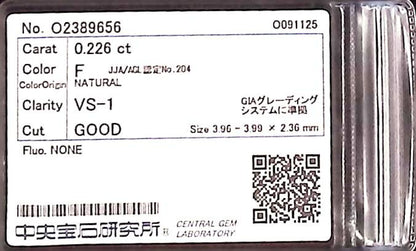 No. O2389656 O091125
Carat 0.226 ct
Color F JJA/AGL認定No.204
ColorOrigin NATURAL
Clarity VS-1 GIAグレーディングシステムに準拠
Cut GOOD Size 3.96 - 3.99 × 2.36 mm
Fluo. NONE
中央宝石研究所 CENTRAL GEM
LABORATORY